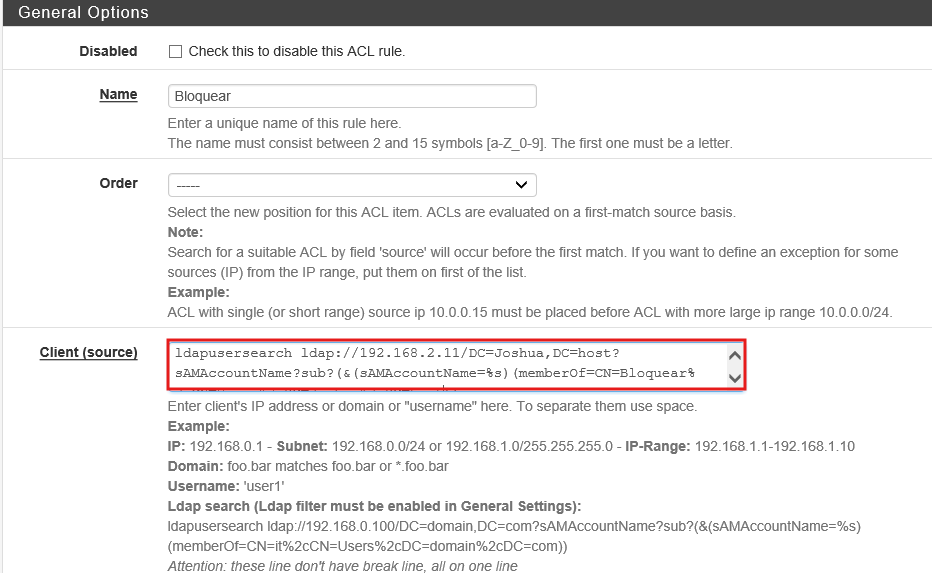 General Options
Disabled
Check this to disable this ACL rule.
Name
Bloquear
Enter a unique name of this rule here.
The name must consist between 2 and 15 symbols [a-Z_0-9]. The first one must be a letter.
Order
-----
Select the new position for this ACL item. ACLs are evaluated on a first-match source basis.
Note:
Search for a suitable ACL by field 'source' will occur before the first match. If you want to define an exception for some
sources (IP) from the IP range, put them on first of the list.
Example:
ACL with single (or short range) source ip 10.0.0.15 must be placed before ACL with more large ip range 10.0.0.0/24.
Client (source)
ldapusersearch ldap://192.168.2.11/DC=Joshua,DC=host?
sAMAccountName?sub?(&(sAMAccountName=%s)(memberOf=CN=Bloquear%
Enter client's IP address or domain or "username" here. To separate them use space.
Example:
IP: 192.168.0.1 - Subnet: 192.168.0.0/24 or 192.168.1.0/255.255.255.0 - IP-Range: 192.168.1.1-192.168.1.10
Domain: foo.bar matches foo.bar or *.foo.bar
Username: 'user1'
Ldap search (Ldap filter must be enabled in General Settings):
ldapusersearch ldap://192.168.0.100/DC=domain,DC=com?sAMAccountName?sub?(&(sAMAccountName=%s)
(memberOf=CN=it%2cCN=Users%2cDC=domain%2cDC=com))
Attention: these line don't have break line, all on one line